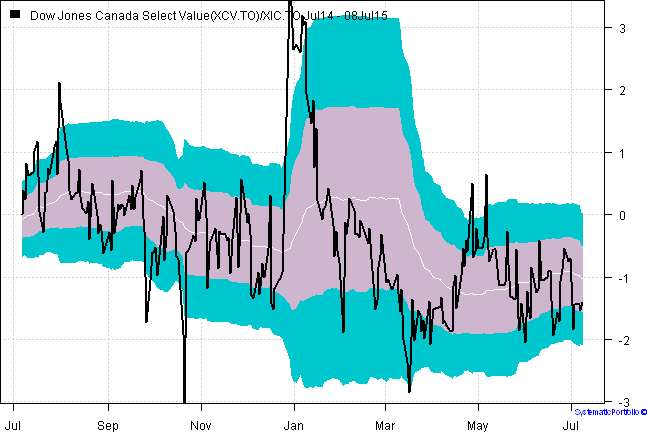 Dow Jones Canada Select Value(XCV.TO)/XIC.TO Jul14 - 08Jul15
3
2
1
0
-1
-2
-3
SystematicPortfolio ©
Jul Sep Nov Jan Mar May Jul